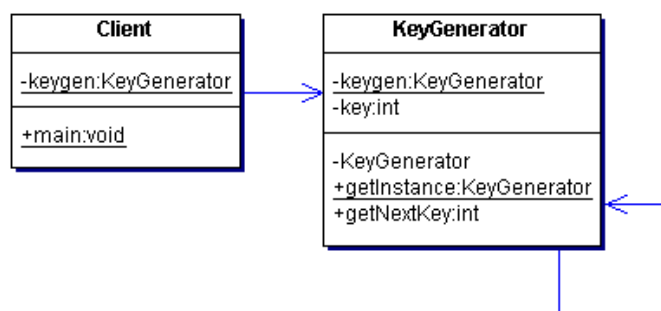 Client
-keygen:KeyGenerator
+main:void
KeyGenerator
-keygen:KeyGenerator
-key:int
-KeyGenerator
+getInstance:KeyGenerator
+getNextKey:int